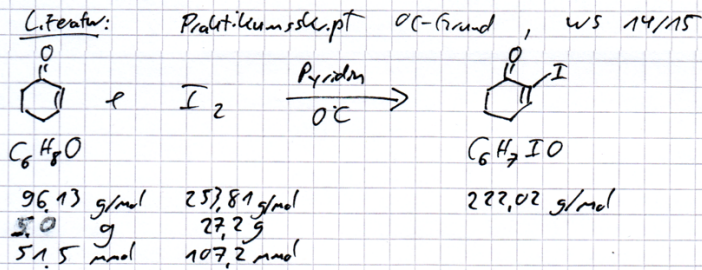 Literatur: Praktikumsskript OC-Grund, WS 14/15
O O
I
+ I2 Pyridin
0°C
C6H8O C6H7IO
96,13 g/mol 253,81 g/mol 222,02 g/mol
5,0 g 27,2 g
51,5 mmol 107,2 mmol